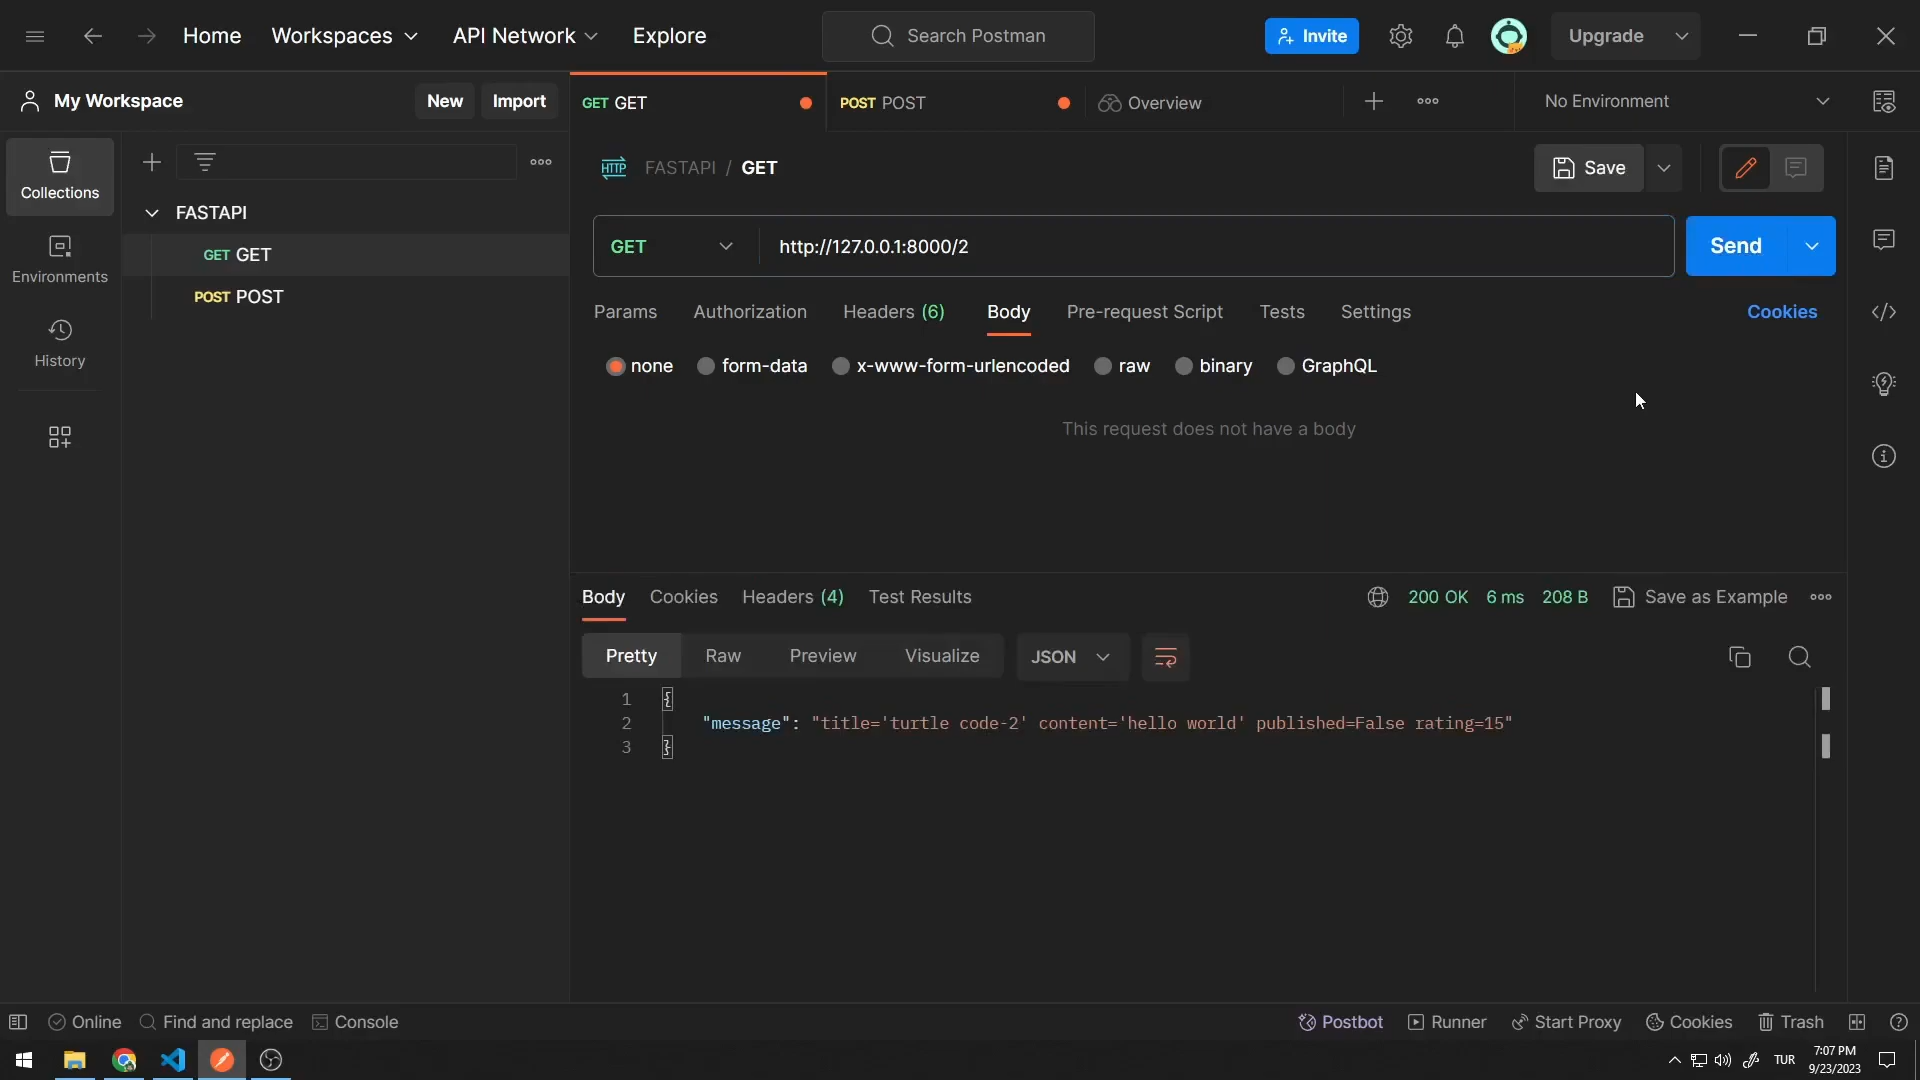 Home Workspaces API Network Explore Search Postman Invite Upgrade
My Workspace New Import GET GET POST POST Overview No Environment
Collections
FASTAPI
GET GET
POST POST
Environments
History
FASTAPI / GET Save
GET http://127.0.0.1:8000/2 Send
Params Authorization Headers (6) Body Pre-request Script Tests Settings Cookies
none form-data x-www-form-urlencoded raw binary GraphQL
This request does not have a body
Body Cookies Headers (4) Test Results 200 OK 6 ms 208 B Save as Example
Pretty Raw Preview Visualize JSON
1 {
2 "message": "title='turtle code-2' content='hello world' published=False rating=15"
3 }
Online Find and replace Console Postbot Runner Start Proxy Cookies Trash
TUR 7:07 PM
9/23/2023